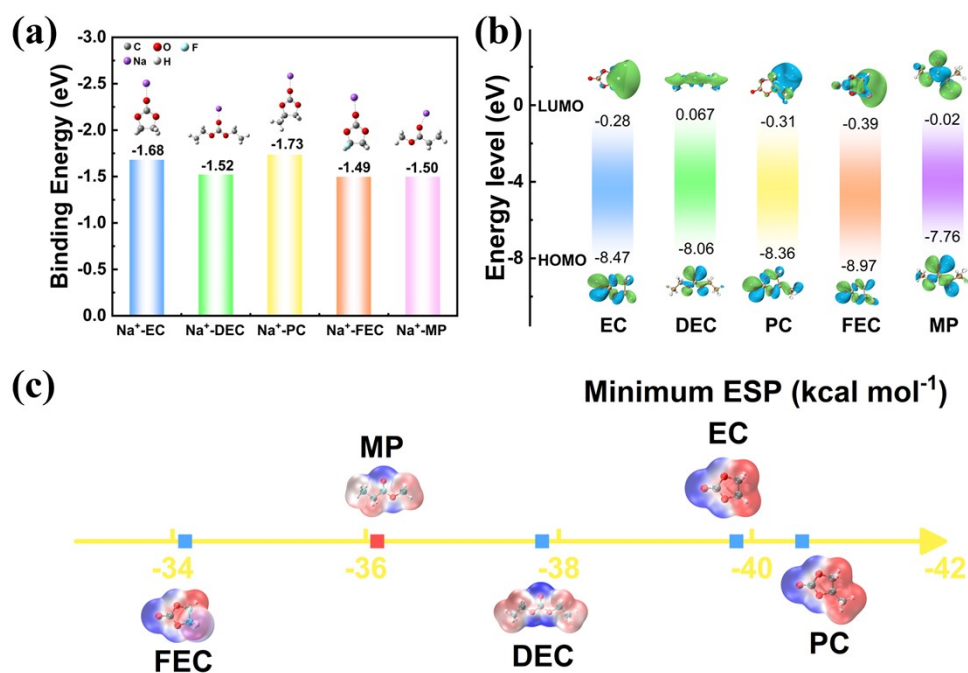 (a)
Binding Energy (eV)
-3.0
-2.5
-2.0
-1.5
-1.0
-0.5
0.0
C O F
Na H
-1.68
-1.52
-1.73
-1.49
-1.50
Na⁺-EC Na⁺-DEC Na⁺-PC Na⁺-FEC Na⁺-MP
(b)
Energy level (eV)
0
-4
-8
LUMO
HOMO
-0.28 0.067 -0.31 -0.39 -0.02
-8.47 -8.06 -8.36 -8.97 -7.76
EC DEC PC FEC MP
(c)
Minimum ESP (kcal mol⁻¹)
MP EC
-34 -36 -38 -40 -42
FEC DEC PC